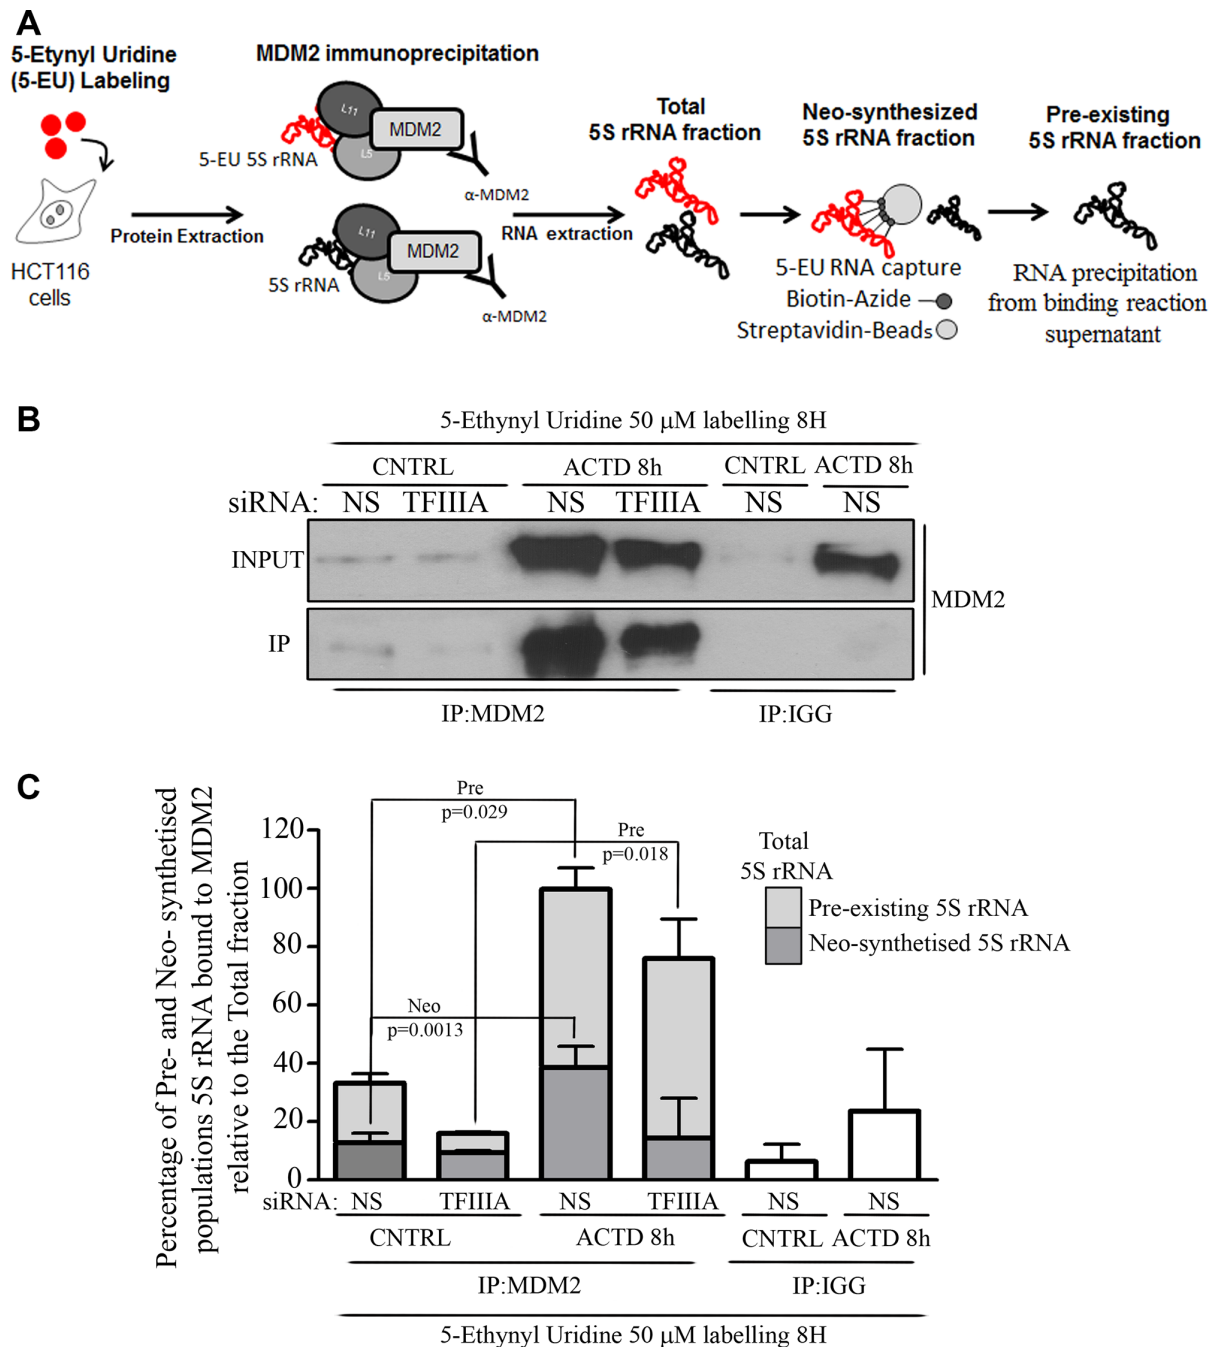 A
5-Etynyl Uridine
(5-EU) Labeling
HCT116
cells
Protein Extraction
MDM2 immunoprecipitation
L11
MDM2
L5
5-EU 5S rRNA
α-MDM2
L11
MDM2
L5
5S rRNA
α-MDM2
RNA extraction
Total
5S rRNA fraction
Neo-synthesized
5S rRNA fraction
5-EU RNA capture
Biotin-Azide
Streptavidin-Beads
Pre-existing
5S rRNA fraction
RNA precipitation
from binding reaction
supernatant
B
5-Ethynyl Uridine 50 μM labelling 8H
CNTRL ACTD 8h CNTRL ACTD 8h
siRNA: NS TFIIIA NS TFIIIA NS NS
INPUT
IP
MDM2
IP:MDM2 IP:IGG
C
Percentage of Pre- and Neo- synthetised
populations 5S rRNA bound to MDM2
relative to the Total fraction
120
100
80
60
40
20
0
Pre
p=0.029
Pre
p=0.018
Neo
p=0.0013
Total
5S rRNA
Pre-existing 5S rRNA
Neo-synthetised 5S rRNA
siRNA: NS TFIIIA NS TFIIIA NS NS
CNTRL ACTD 8h CNTRL ACTD 8h
IP:MDM2 IP:IGG
5-Ethynyl Uridine 50 μM labelling 8H